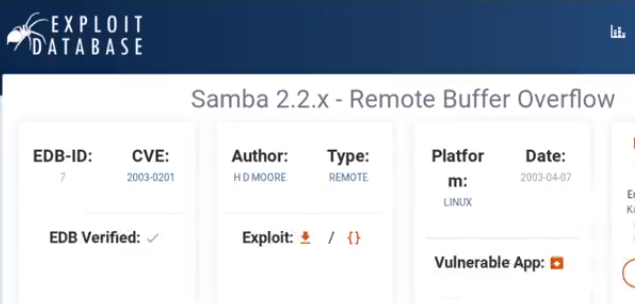 EXPLOIT
DATABASE
Samba 2.2.x - Remote Buffer Overflow
EDB-ID:
7
CVE:
2003-0201
Author:
H D MOORE
Type:
REMOTE
Platfor
m:
LINUX
Date:
2003-04-07
EDB Verified:
Exploit: / {}
Vulnerable App: